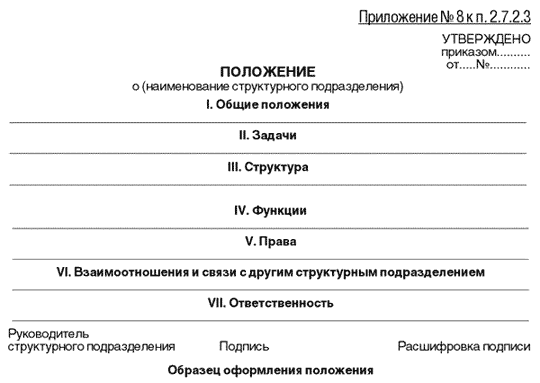 Приложение № 8 к п. 2.7.2.3
УТВЕРЖДЕНО
приказом..........
от.....№............
ПОЛОЖЕНИЕ
о (наименование структурного подразделения)
I. Общие положения
II. Задачи
III. Структура
IV. Функции
V. Права
VI. Взаимоотношения и связи с другим структурным подразделением
VII. Ответственность
Руководитель
структурного подразделения Подпись Расшифровка подписи
Образец оформления положения